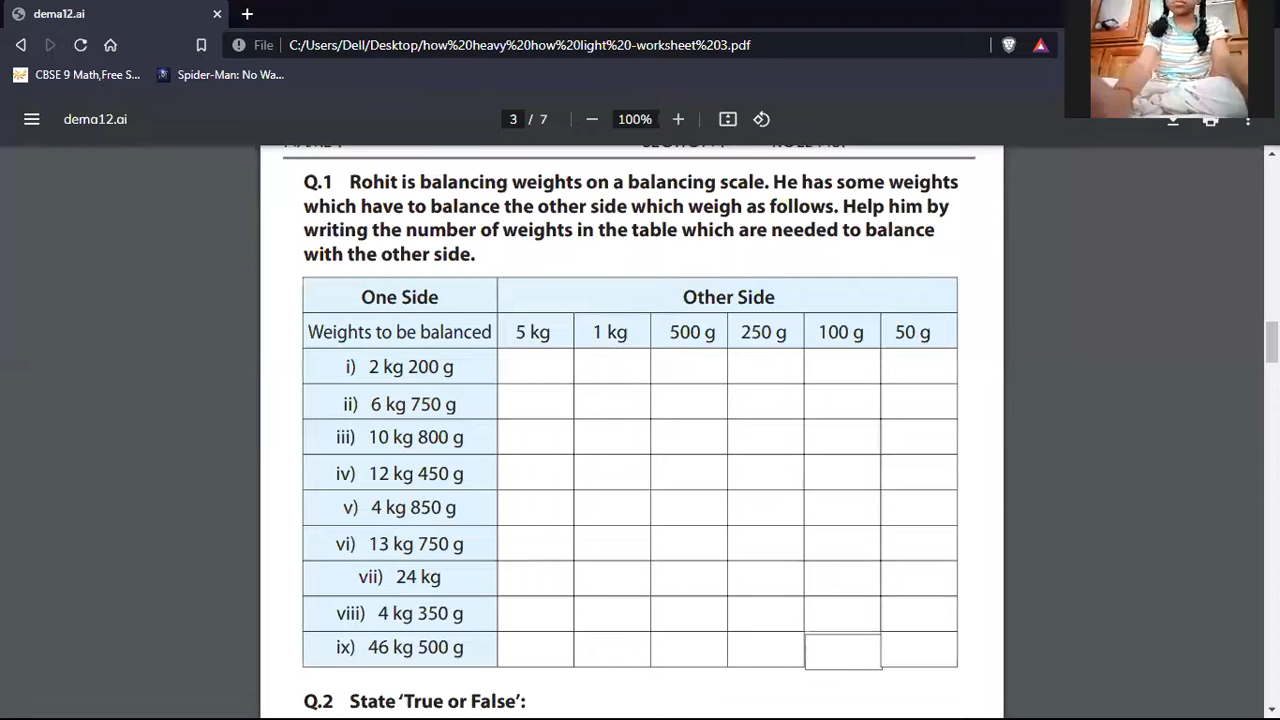 dema12.ai
File C:/Users/Dell/Desktop/how%20heavy%20how%20light%20-worksheet%203.pdf
CBSE 9 Math,Free S... Spider-Man: No Wa...
dema12.ai 3 / 7 100%
Q.1 Rohit is balancing weights on a balancing scale. He has some weights
which have to balance the other side which weigh as follows. Help him by
writing the number of weights in the table which are needed to balance
with the other side.
One Side Other Side
Weights to be balanced 5 kg 1 kg 500 g 250 g 100 g 50 g
i) 2 kg 200 g
ii) 6 kg 750 g
iii) 10 kg 800 g
iv) 12 kg 450 g
v) 4 kg 850 g
vi) 13 kg 750 g
vii) 24 kg
viii) 4 kg 350 g
ix) 46 kg 500 g
Q.2 State ‘True or False’: